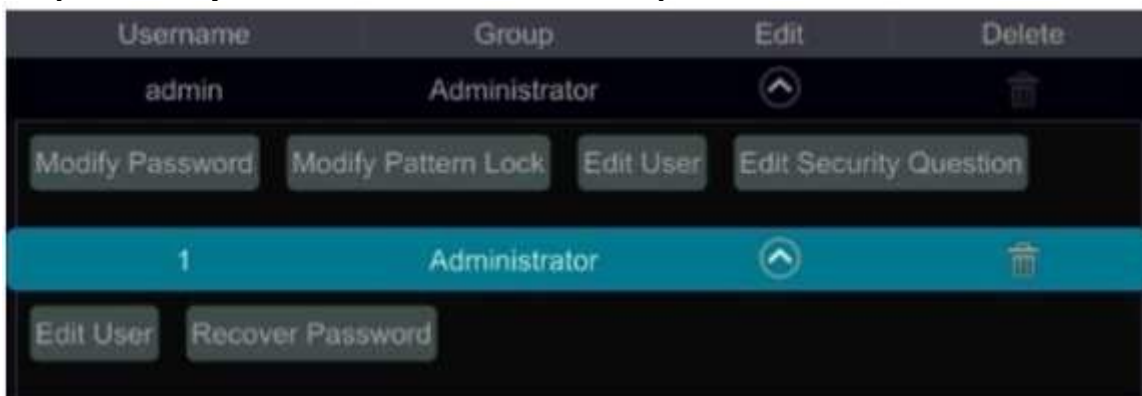 Username Group Edit Delete
admin Administrator
Modify Password Modify Pattern Lock Edit User Edit Security Question
1 Administrator
Edit User Recover Password